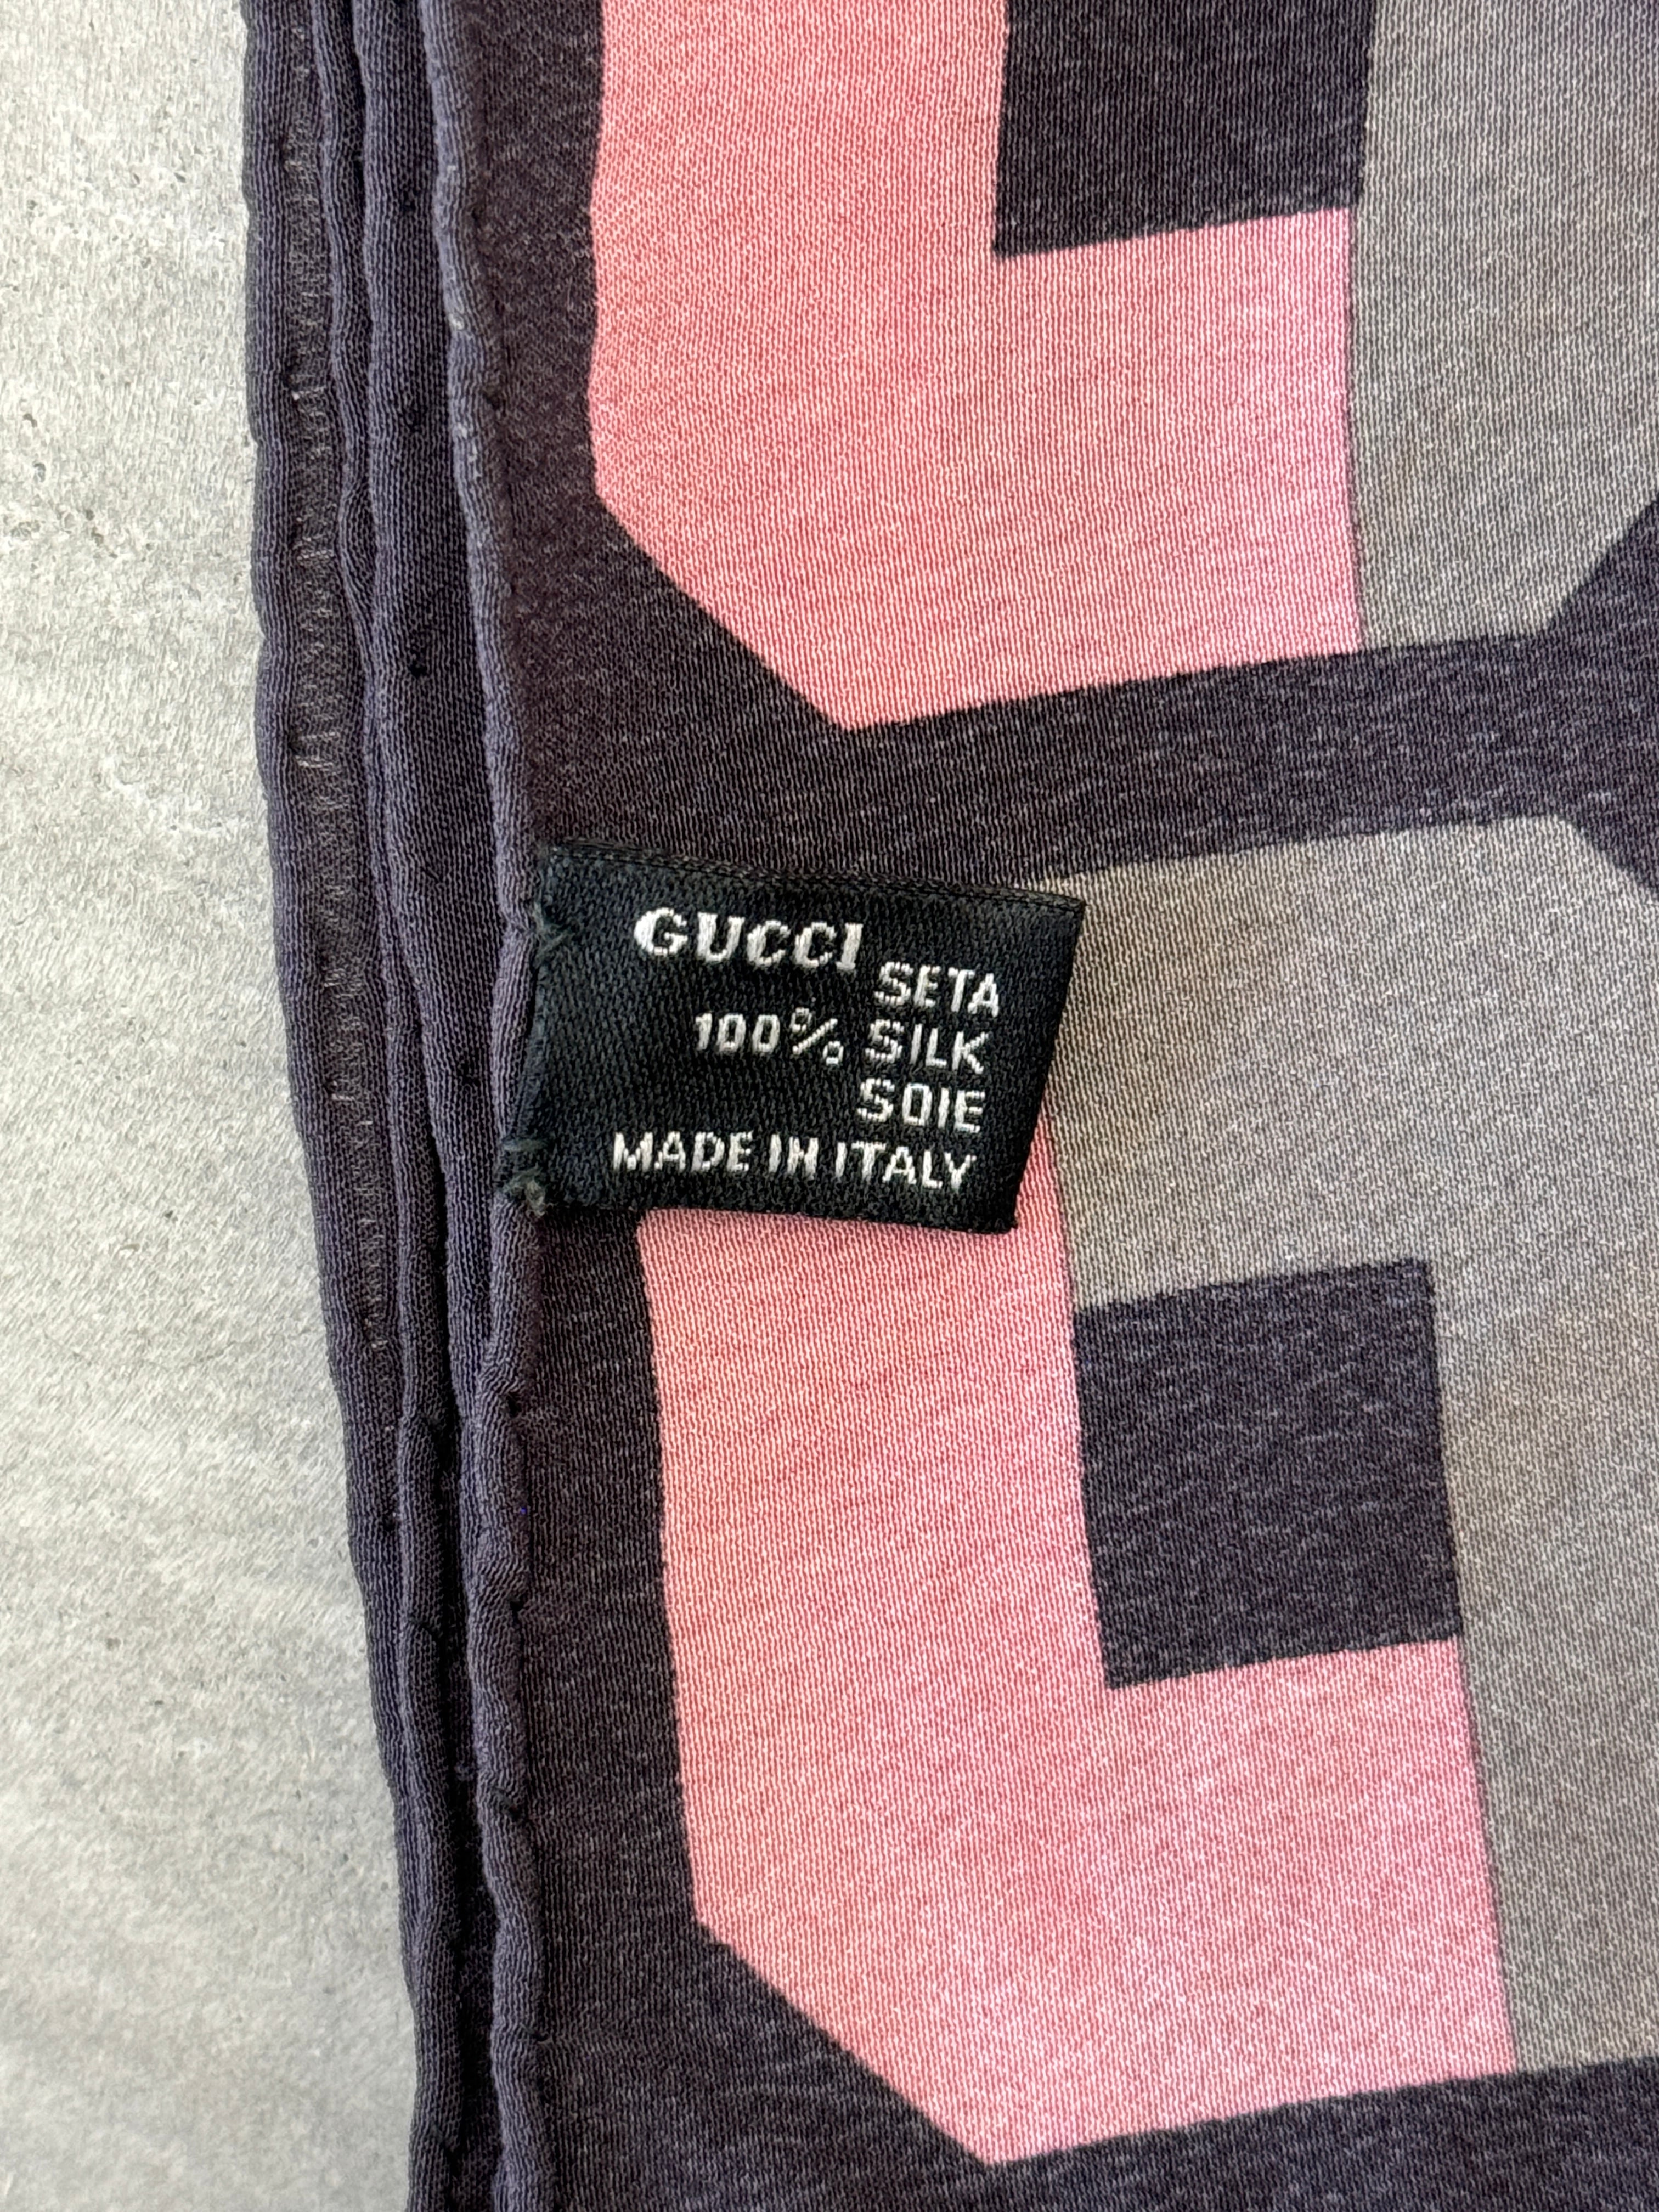 GUCCI
SETA
100% SILK
SOIE
MADE IN ITALY